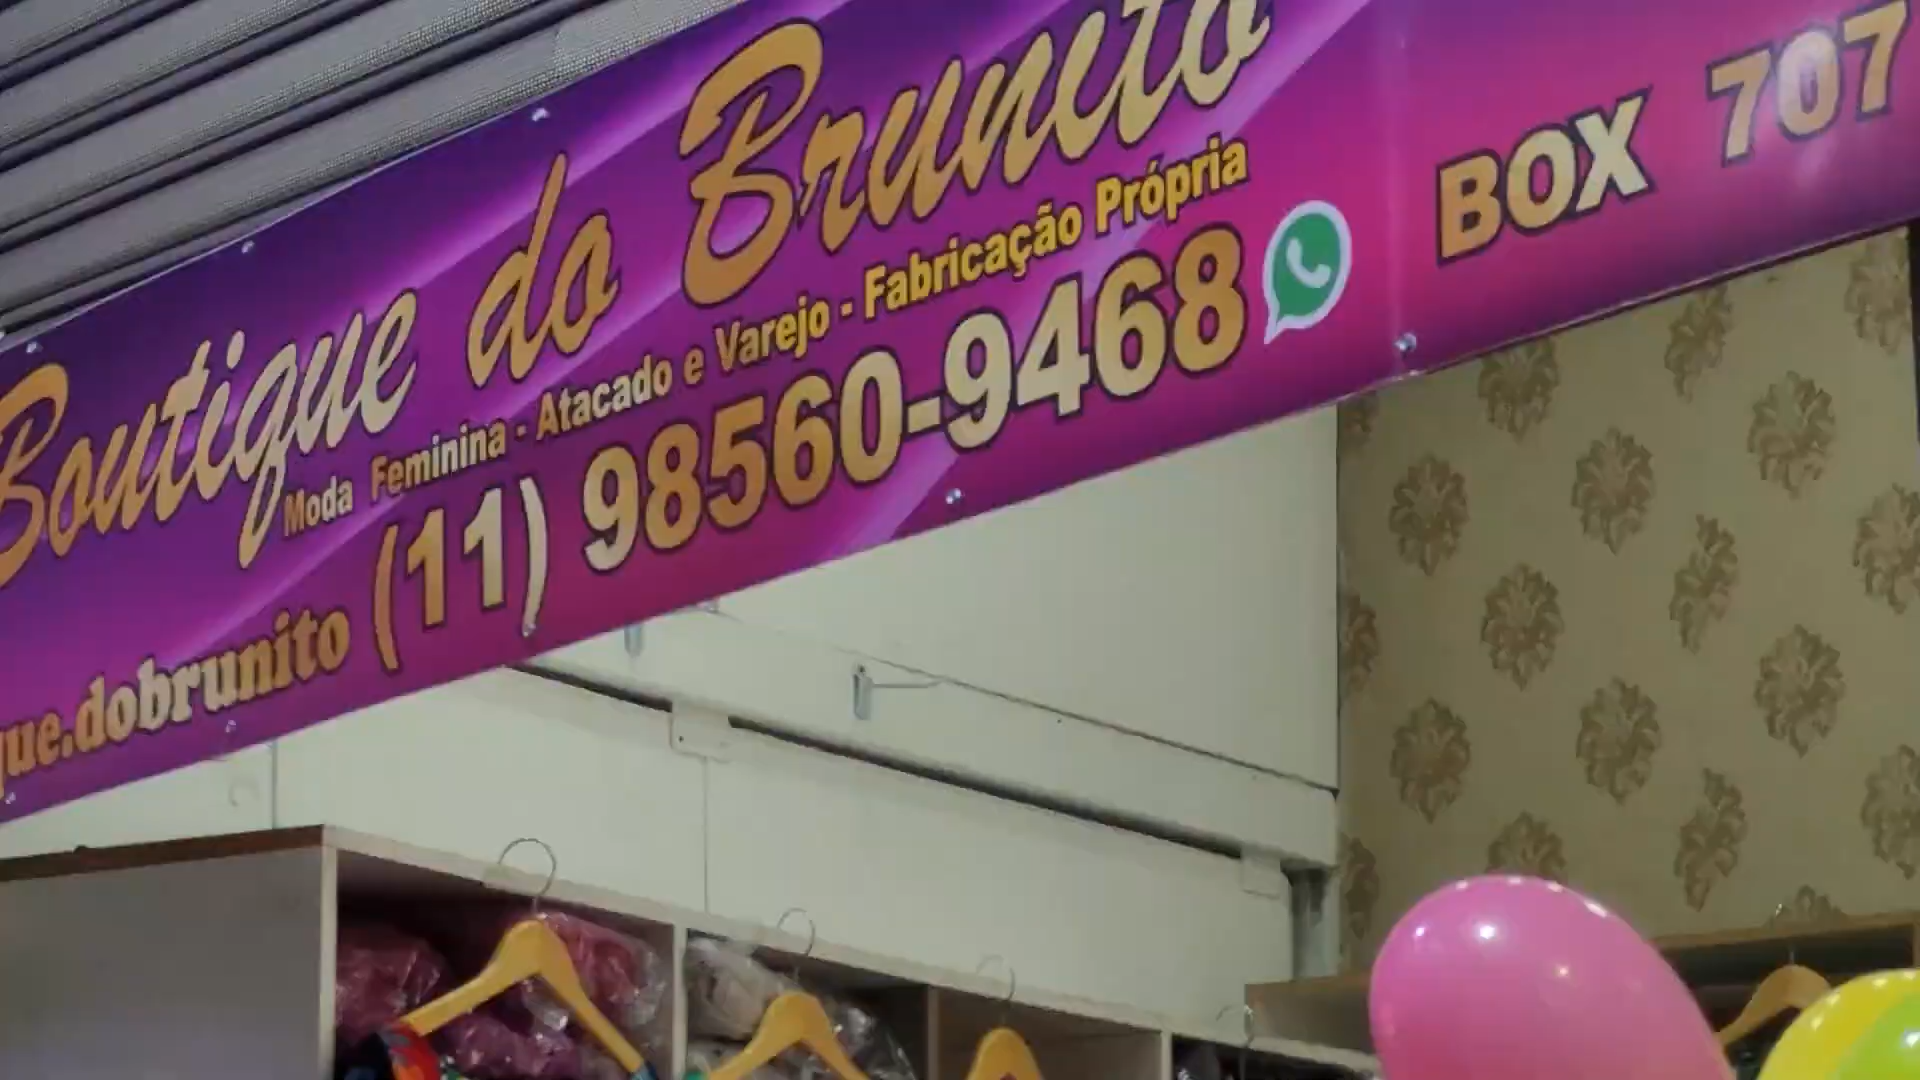 Boutique do Brunito
Moda Feminina - Atacado e Varejo - Fabricação Própria
que.dobrunito (11) 98560-9468
BOX 707